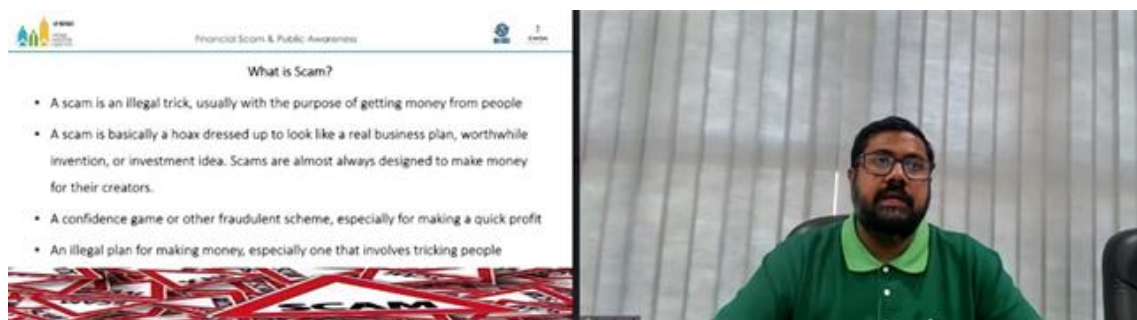 Financial Scam & Public Awareness
What is Scam?
• A scam is an illegal trick, usually with the purpose of getting money from people
• A scam is basically a hoax dressed up to look like a real business plan, worthwhile
invention, or investment idea. Scams are almost always designed to make money
for their creators.
• A confidence game or other fraudulent scheme, especially for making a quick profit
• An illegal plan for making money, especially one that involves tricking people
SCAM